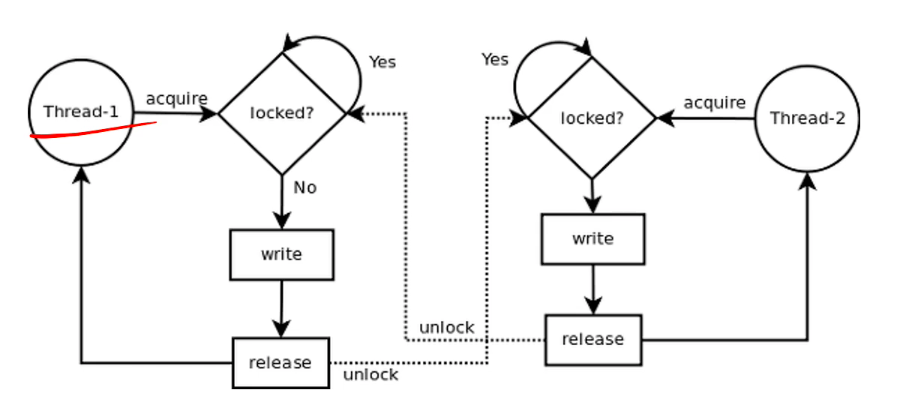 Yes
Yes
Thread-1
acquire
locked?
locked?
acquire
Thread-2
No
write
write
unlock
release
release
unlock